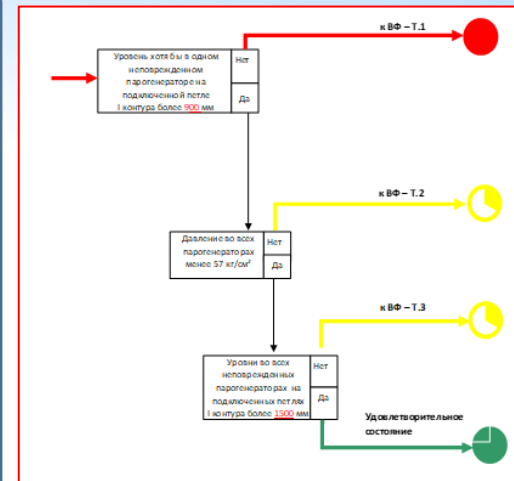 к ВФ – Т.1
Уровень хотя бы в одном
неповрежденном
парогенераторе на
подключенной петле
I контура более 900 мм
Нет
Да
к ВФ – Т.2
Давление во всех
парогенераторах
менее 57 кг/см²
Нет
Да
к ВФ – Т.3
Уровни во всех
неповрежденных
парогенераторах на
подключенных петлях
I контура более 1500 мм
Нет
Да
Удовлетворительное
состояние